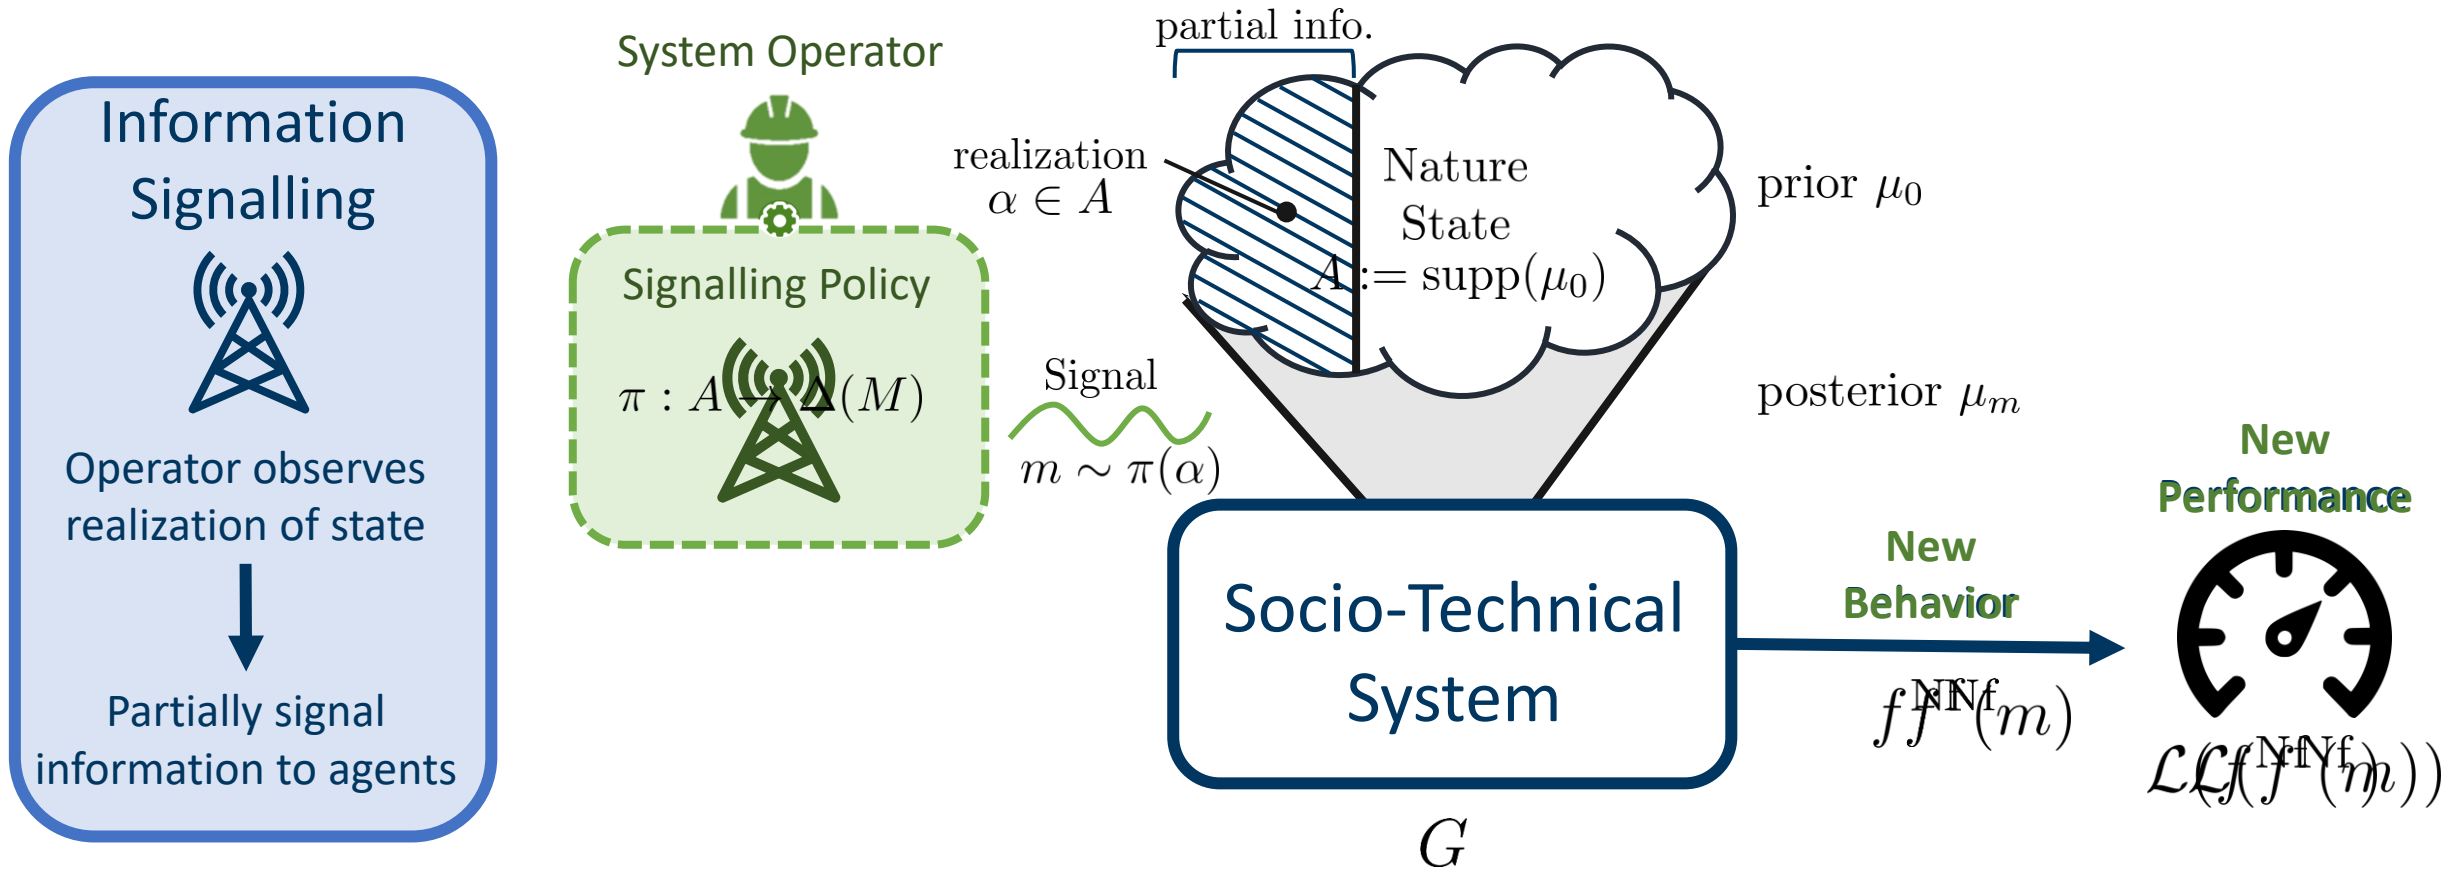 Information
Signalling
Operator observes
realization of state
Partially signal
information to agents
System Operator
Signalling Policy
π : A → Δ(M)
partial info.
realization
α ∈ A
Nature
State
A := supp(μ₀)
prior μ₀
Signal
m ∼ π(α)
posterior μₘ
Socio-Technical
System
G
New
Behavior
New
Performance